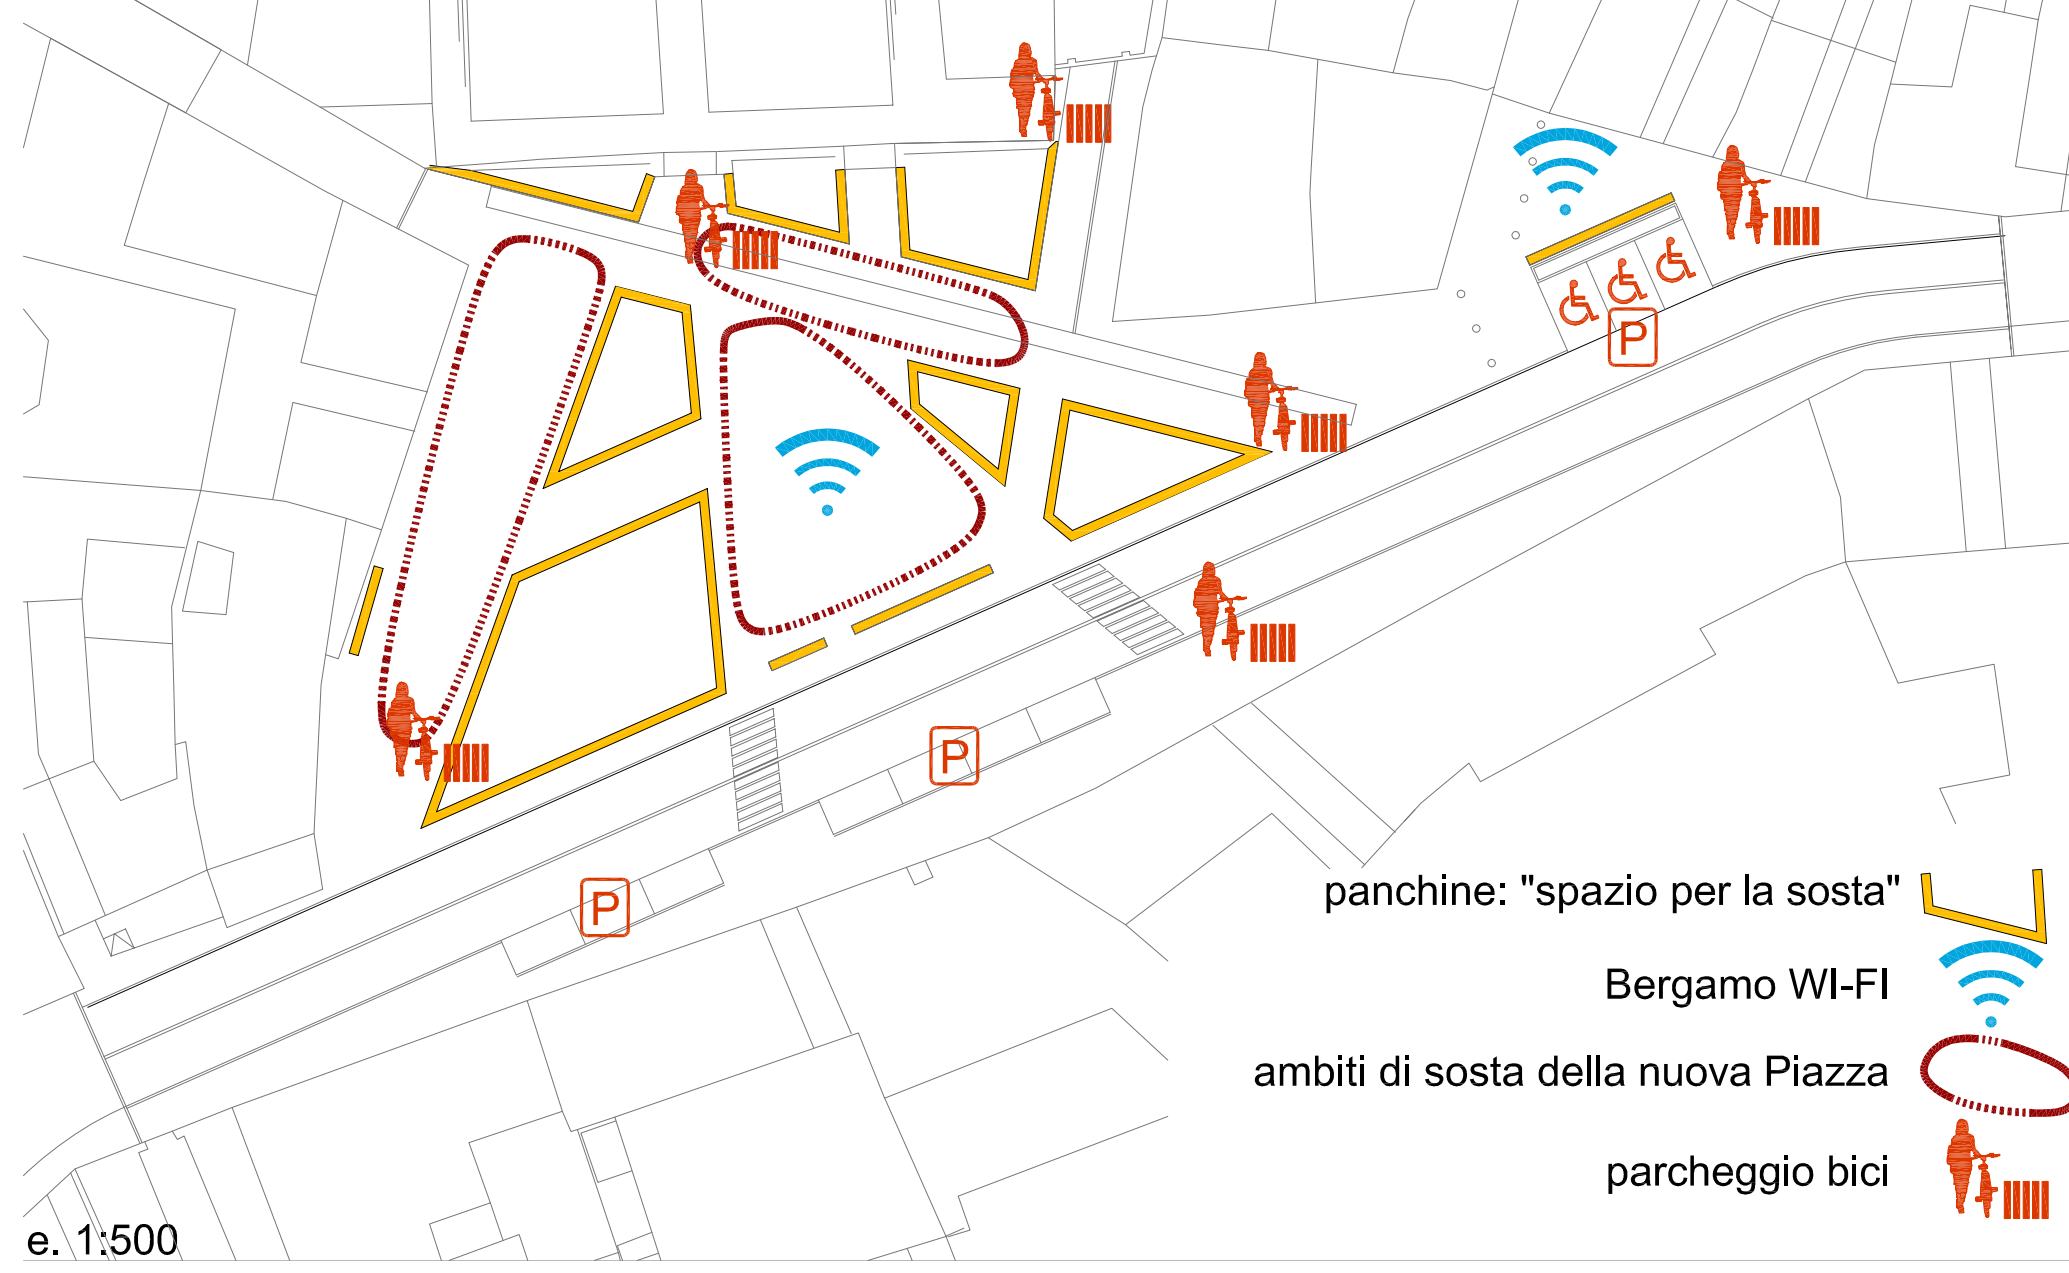 P
P
P
panchine: "spazio per la sosta"
Bergamo WI-FI
ambiti di sosta della nuova Piazza
parcheggio bici
e. 1:500